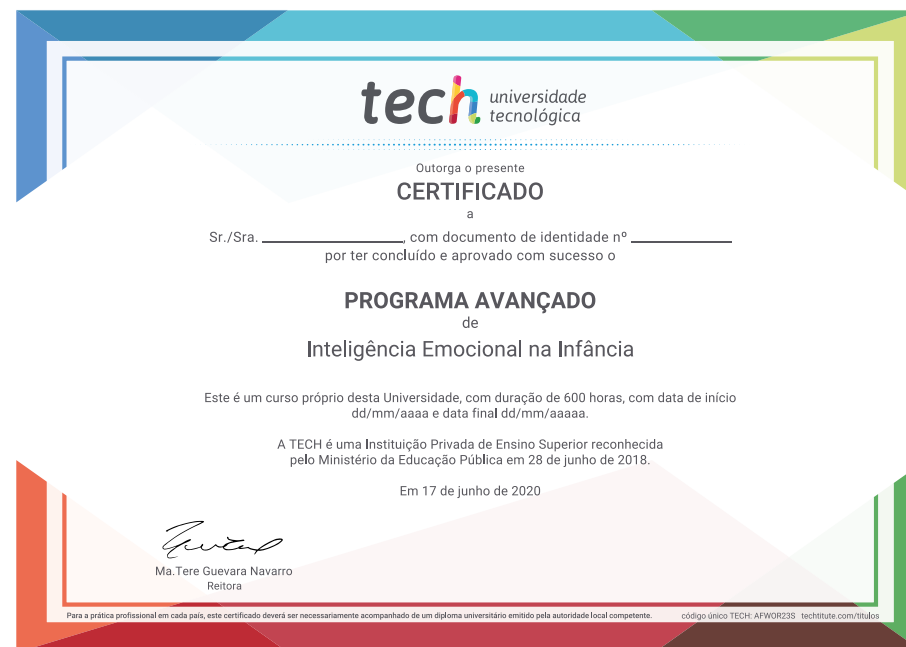 tech universidade
tecnológica
Outorga o presente
CERTIFICADO
a
Sr./Sra. ____________, com documento de identidade nº ____________
por ter concluído e aprovado com sucesso o
PROGRAMA AVANÇADO
de
Inteligência Emocional na Infância
Este é um curso próprio desta Universidade, com duração de 600 horas, com data de início
dd/mm/aaaa e data final dd/mm/aaaaa.
A TECH é uma Instituição Privada de Ensino Superior reconhecida
pelo Ministério da Educação Pública em 28 de junho de 2018.
Em 17 de junho de 2020
Ma.Tere Guevara Navarro
Reitora
Para a prática profissional em cada país, este certificado deverá ser necessariamente acompanhado de um diploma universitário emitido pela autoridade local competente. código único TECH: AFWOR23S techtitute.com/titulos